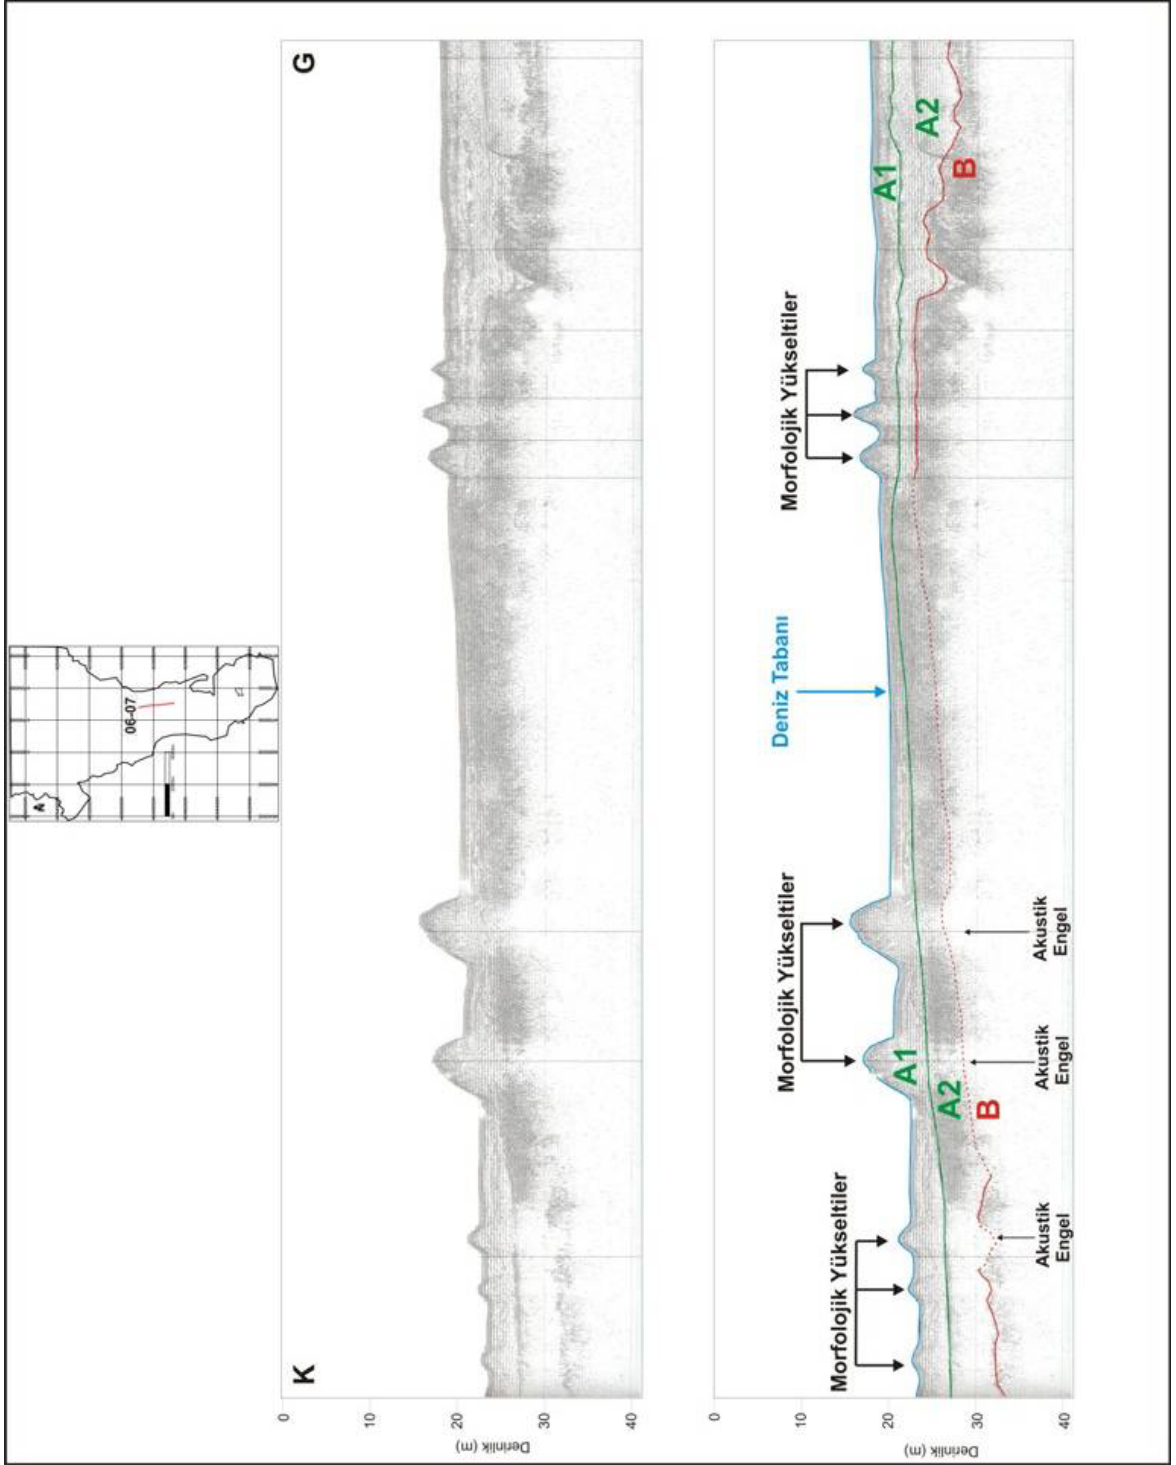 06-07
K
G
0
10
20
30
40
Derinlik (m)
Morfolojik Yükseltiler
Morfolojik Yükseltiler
Deniz Tabanı
Morfolojik Yükseltiler
A1
A2
B
A1
A2
B
Akustik
Engel
Akustik
Engel
Akustik
Engel
0
10
20
30
40
Derinlik (m)